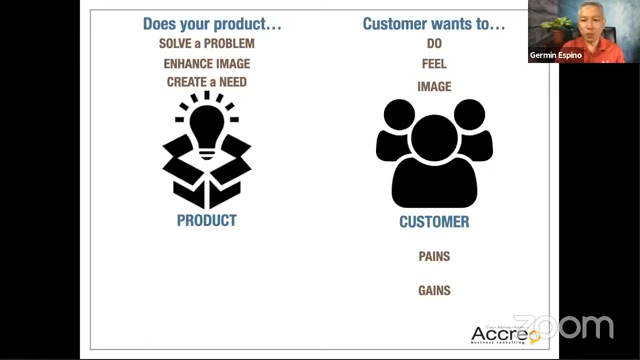 Does your product...
SOLVE a PROBLEM
ENHANCE IMAGE
CREATE a NEED
PRODUCT
Customer wants to...
DO
FEEL
IMAGE
CUSTOMER
PAINS
GAINS
Germin Espino
Accreo
business consulting
zoom